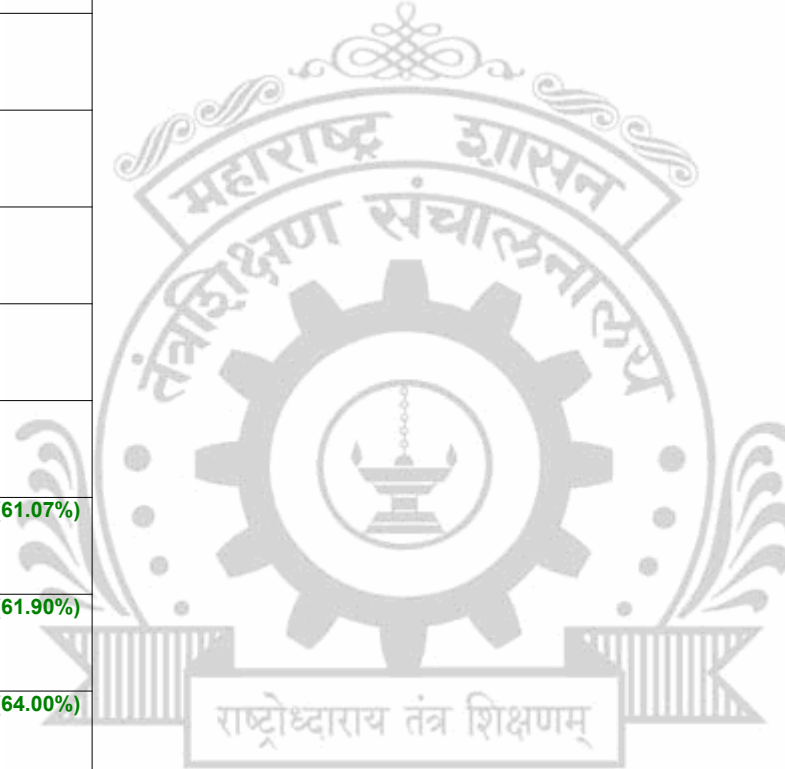 महाराष्ट्र शासन
तंत्रशिक्षण संचालनालय
61.07%)
61.90%)
64.00%)
राष्ट्रोध्दाराय तंत्र शिक्षणम्